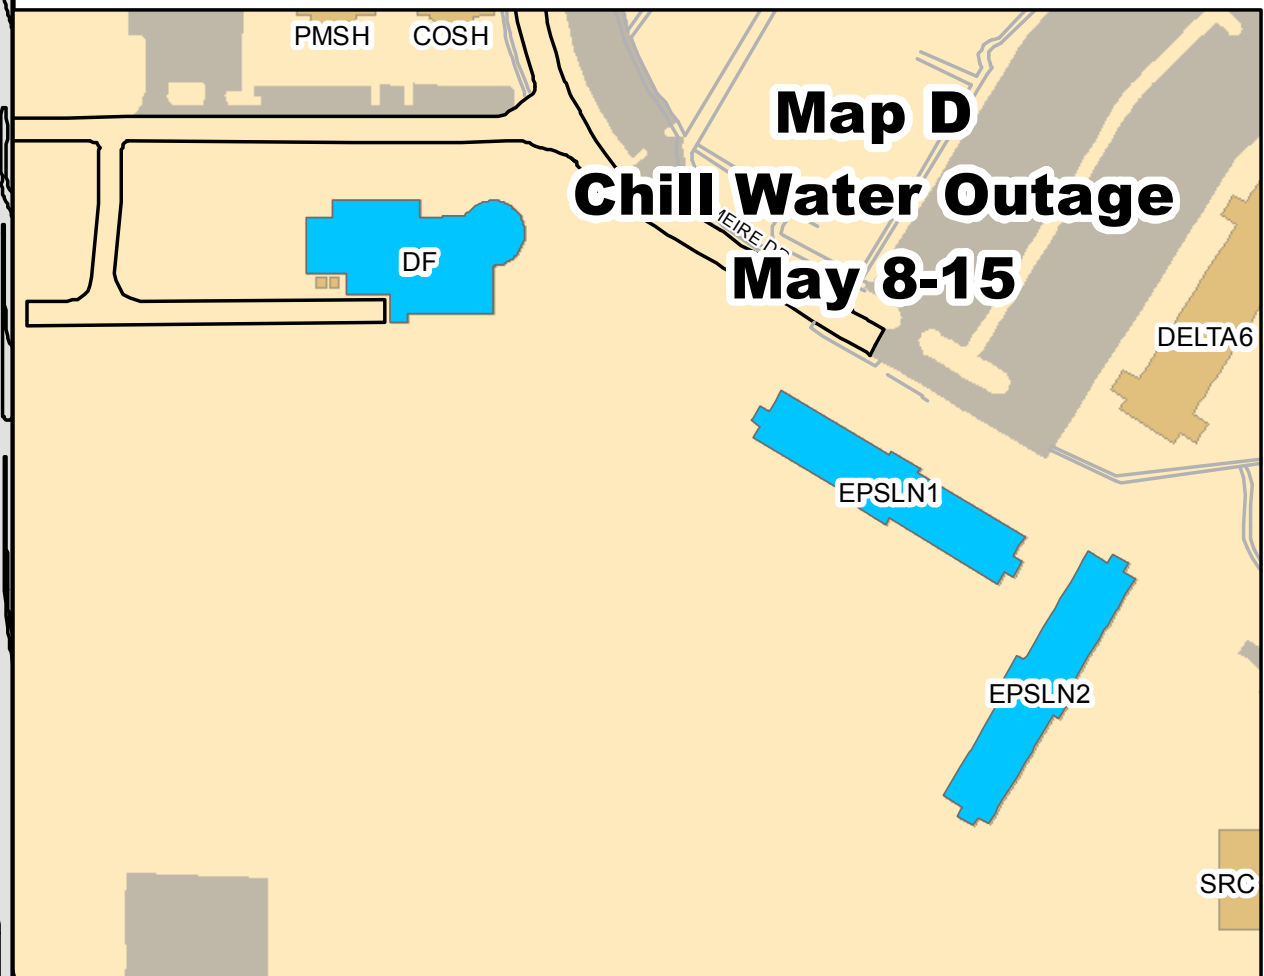 PMSH COSH
Map D
Chill Water Outage
May 8-15
DF
DELTA6
EPSLN1
EPSLN2
SRC